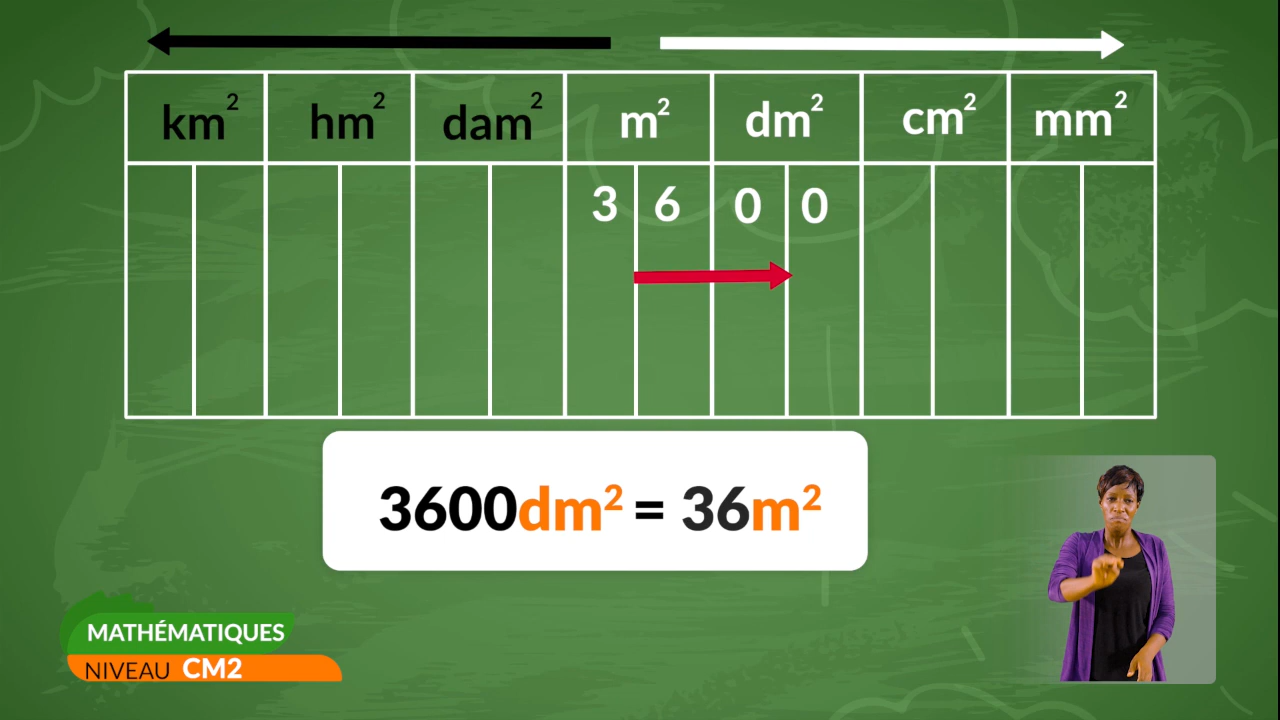 km² hm² dam² m² dm² cm² mm²
3 6 0 0
3600dm² = 36m²
MATHÉMATIQUES
NIVEAU CM2